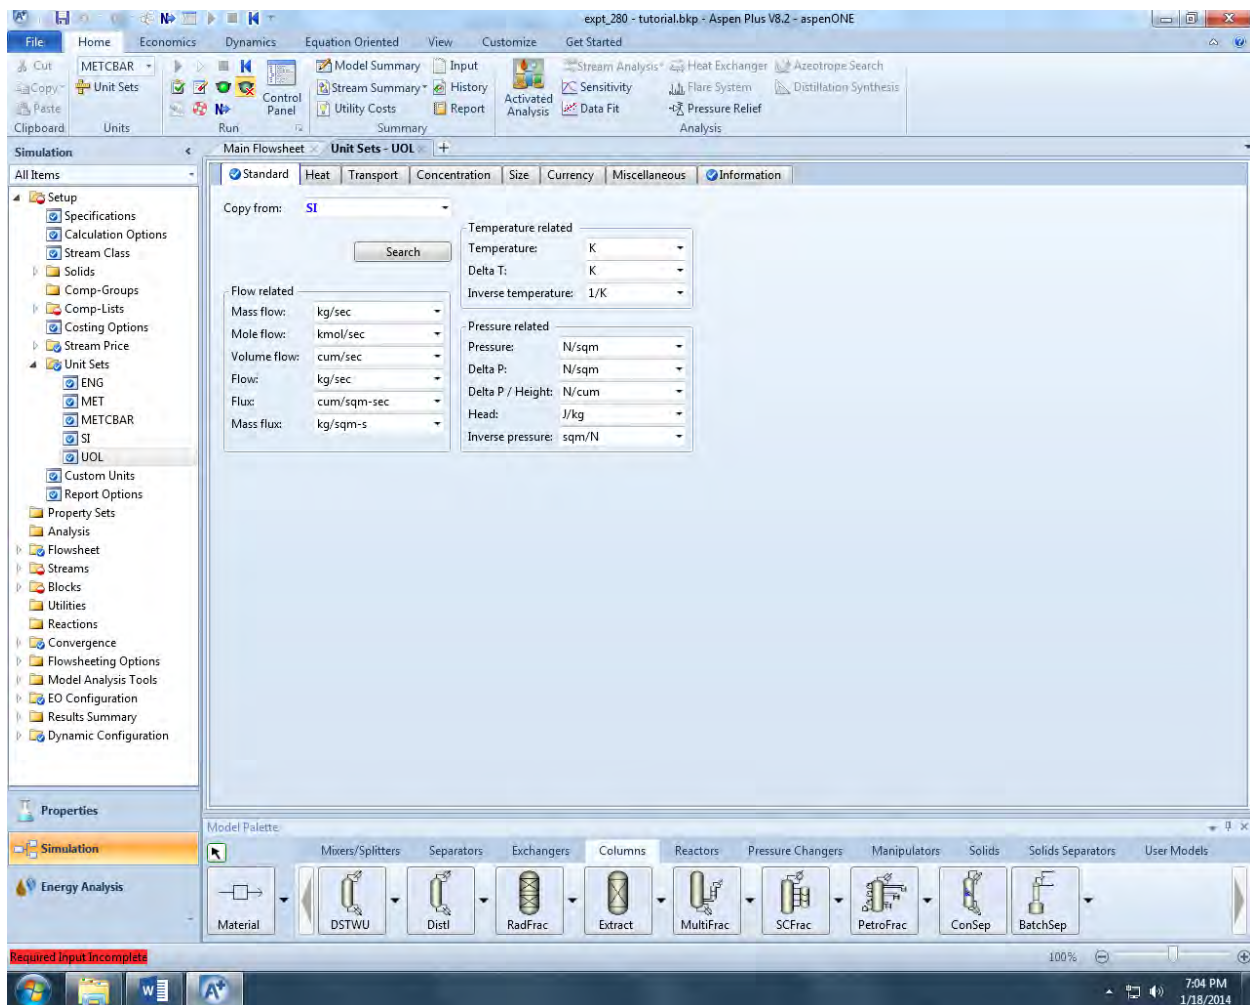 expt_280 - tutorial.bkp - Aspen Plus V8.2 - aspenONE
File Home Economics Dynamics Equation Oriented View Customize Get Started
Cut METCBAR Model Summary Input Stream Analysis Heat Exchanger Azeotrope Search
Copy Unit Sets Stream Summary History Sensitivity Flare System Distillation Synthesis
Paste Control Panel Utility Costs Report Activated Analysis Data Fit Pressure Relief
Clipboard Units Run Summary Analysis
Simulation Main Flowsheet Unit Sets - UOL +
All Items Standard Heat Transport Concentration Size Currency Miscellaneous Information
Setup
Specifications
Calculation Options
Stream Class
Solids
Comp-Groups
Comp-Lists
Costing Options
Stream Price
Unit Sets
ENG
MET
METCBAR
SI
UOL
Custom Units
Report Options
Property Sets
Analysis
Flowsheet
Streams
Blocks
Utilities
Reactions
Convergence
Flowsheeting Options
Model Analysis Tools
EO Configuration
Results Summary
Dynamic Configuration
Properties
Simulation
Energy Analysis
Copy from: SI
Search
Flow related
Mass flow: kg/sec
Mole flow: kmol/sec
Volume flow: cum/sec
Flow: kg/sec
Flux: cum/sqm-sec
Mass flux: kg/sqm-s
Temperature related
Temperature: K
Delta T: K
Inverse temperature: 1/K
Pressure related
Pressure: N/sqm
Delta P: N/sqm
Delta P / Height: N/cum
Head: J/kg
Inverse pressure: sqm/N
Model Palette
Mixers/Splitters Separators Exchangers Columns Reactors Pressure Changers Manipulators Solids Solids Separators User Models
Material DSTWU Distl RadFrac Extract MultiFrac SCFrac PetroFrac ConSep BatchSep
Required Input Incomplete 100%
7:04 PM
1/18/2014